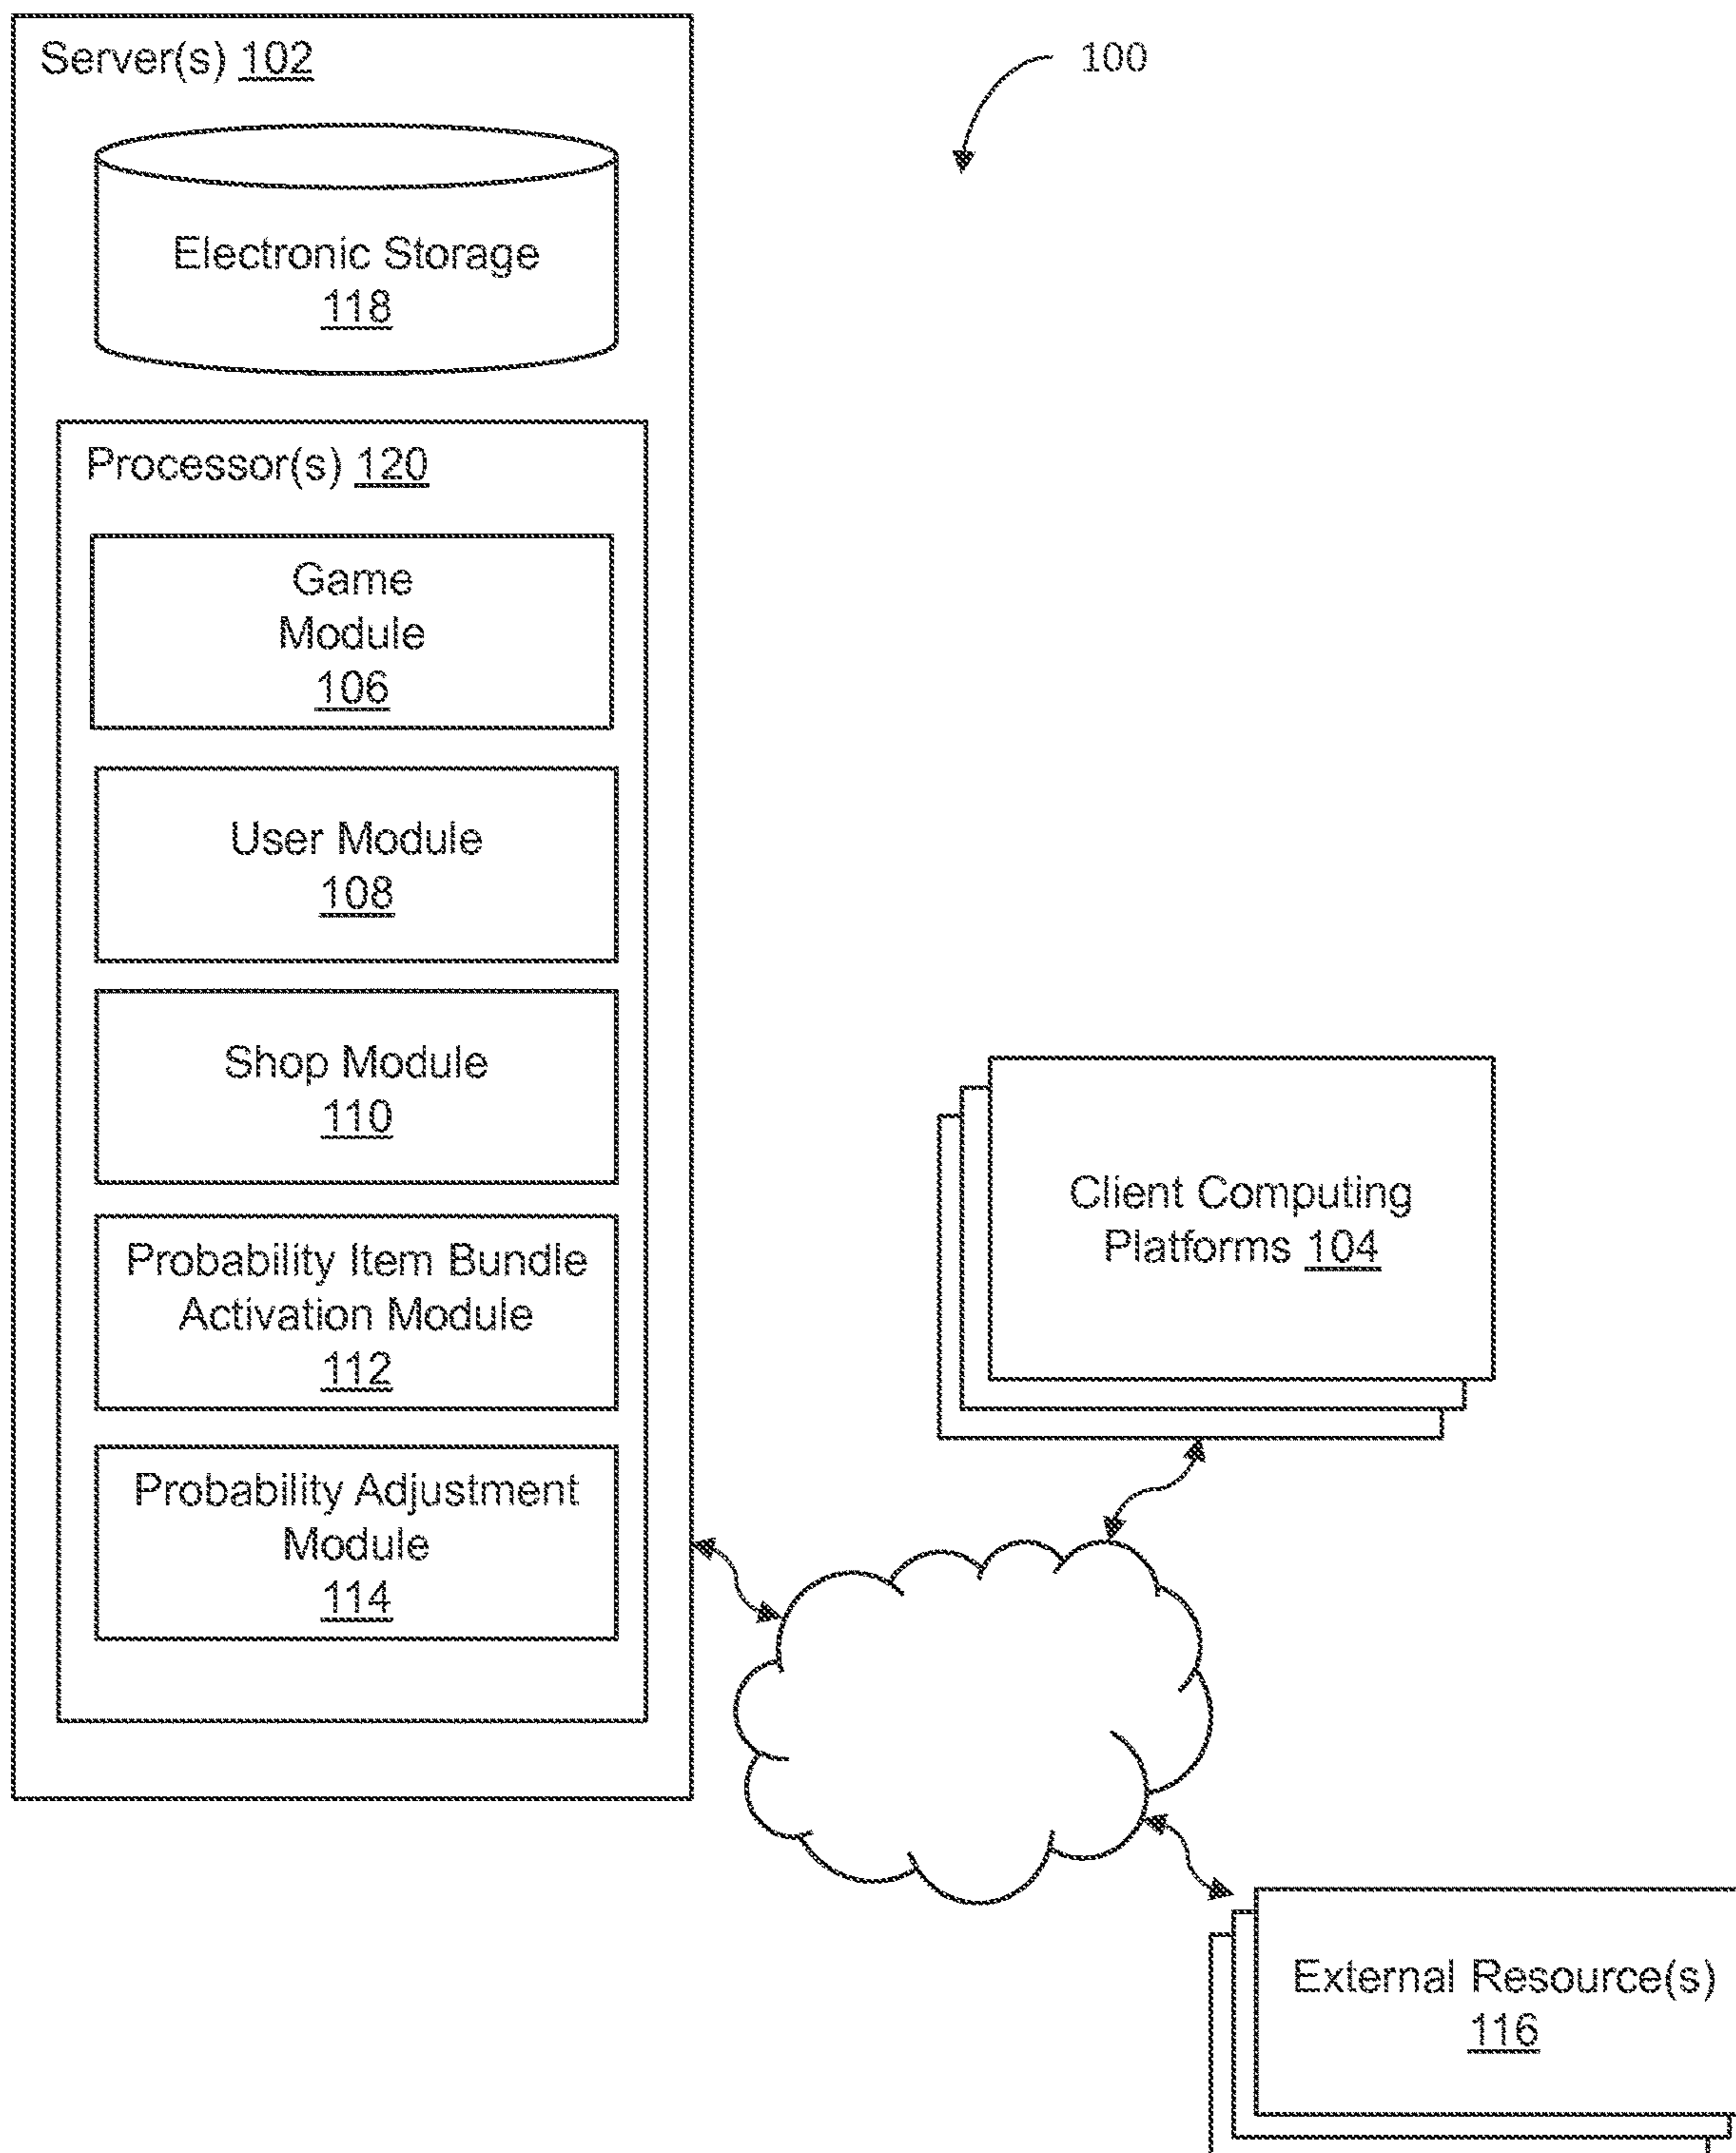 Server(s) 102
100
Electronic Storage
118
Processor(s) 120
Game
Module
106
User Module
108
Shop Module
110
Probability Item Bundle
Activation Module
112
Probability Adjustment
Module
114
Client Computing
Platforms 104
External Resource(s)
116